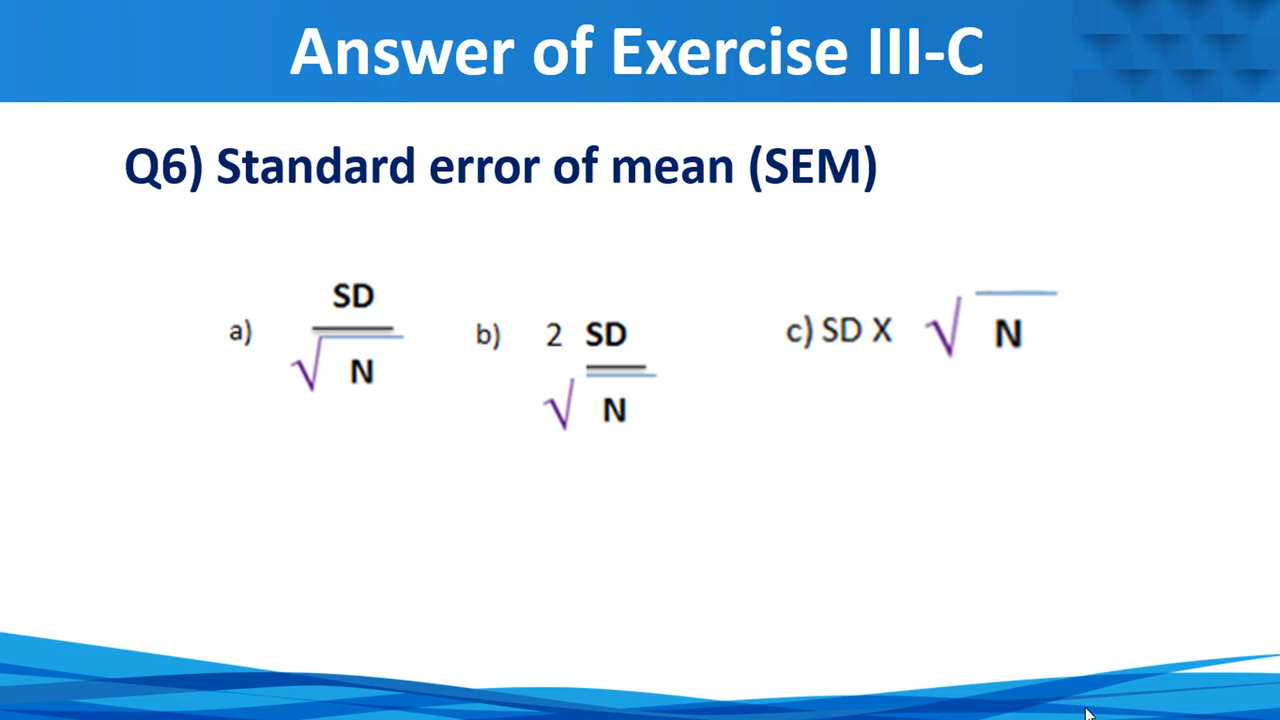 Answer of Exercise III-C
Q6) Standard error of mean (SEM)
a) SD / √N
b) 2 SD / √N
c) SD X √N